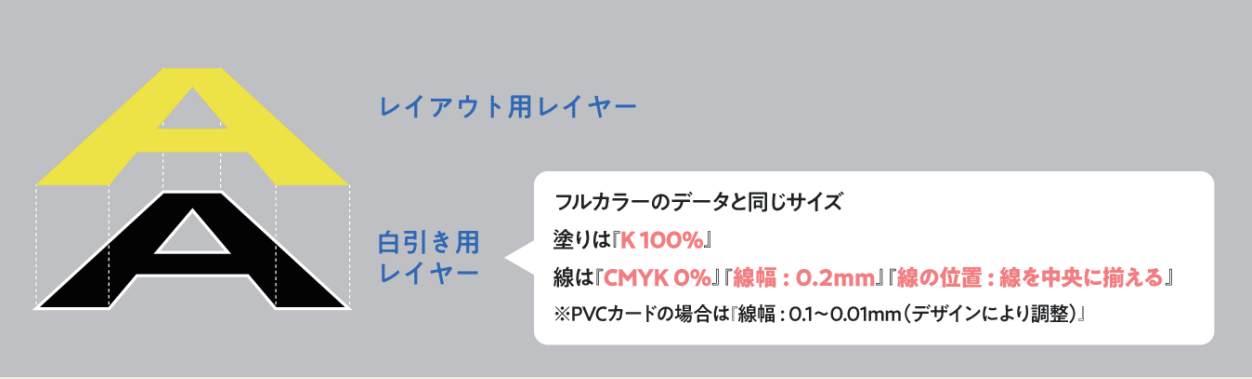 A
レイアウト用レイヤー
A
白引き用
レイヤー
フルカラーのデータと同じサイズ
塗りは『K 100%』
線は『CMYK 0%』『線幅 : 0.2mm』『線の位置 : 線を中央に揃える』
※PVCカードの場合は『線幅 : 0.1〜0.01mm（デザインにより調整）』